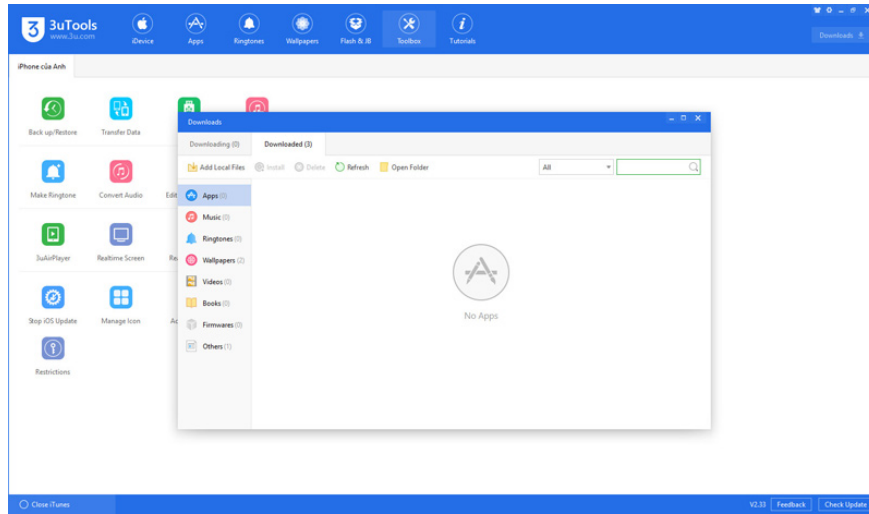 3uTools
www.3u.com
iDevice
Apps
Ringtones
Wallpapers
Flash & JB
Toolbox
Tutorials
Downloads
iPhone của Anh
Back up/Restore
Transfer Data
Downloads
Downloading (0)
Downloaded (3)
Add Local Files
Install
Delete
Refresh
Open Folder
All
Make Ringtone
Convert Audio
Apps (0)
Music (0)
Ringtones (0)
Wallpapers (2)
Videos (0)
Books (0)
Firmwares (0)
Others (1)
No Apps
3uAirPlayer
Realtime Screen
Stop iOS Update
Manage Icon
Restrictions
Close iTunes
V2.33
Feedback
Check Update